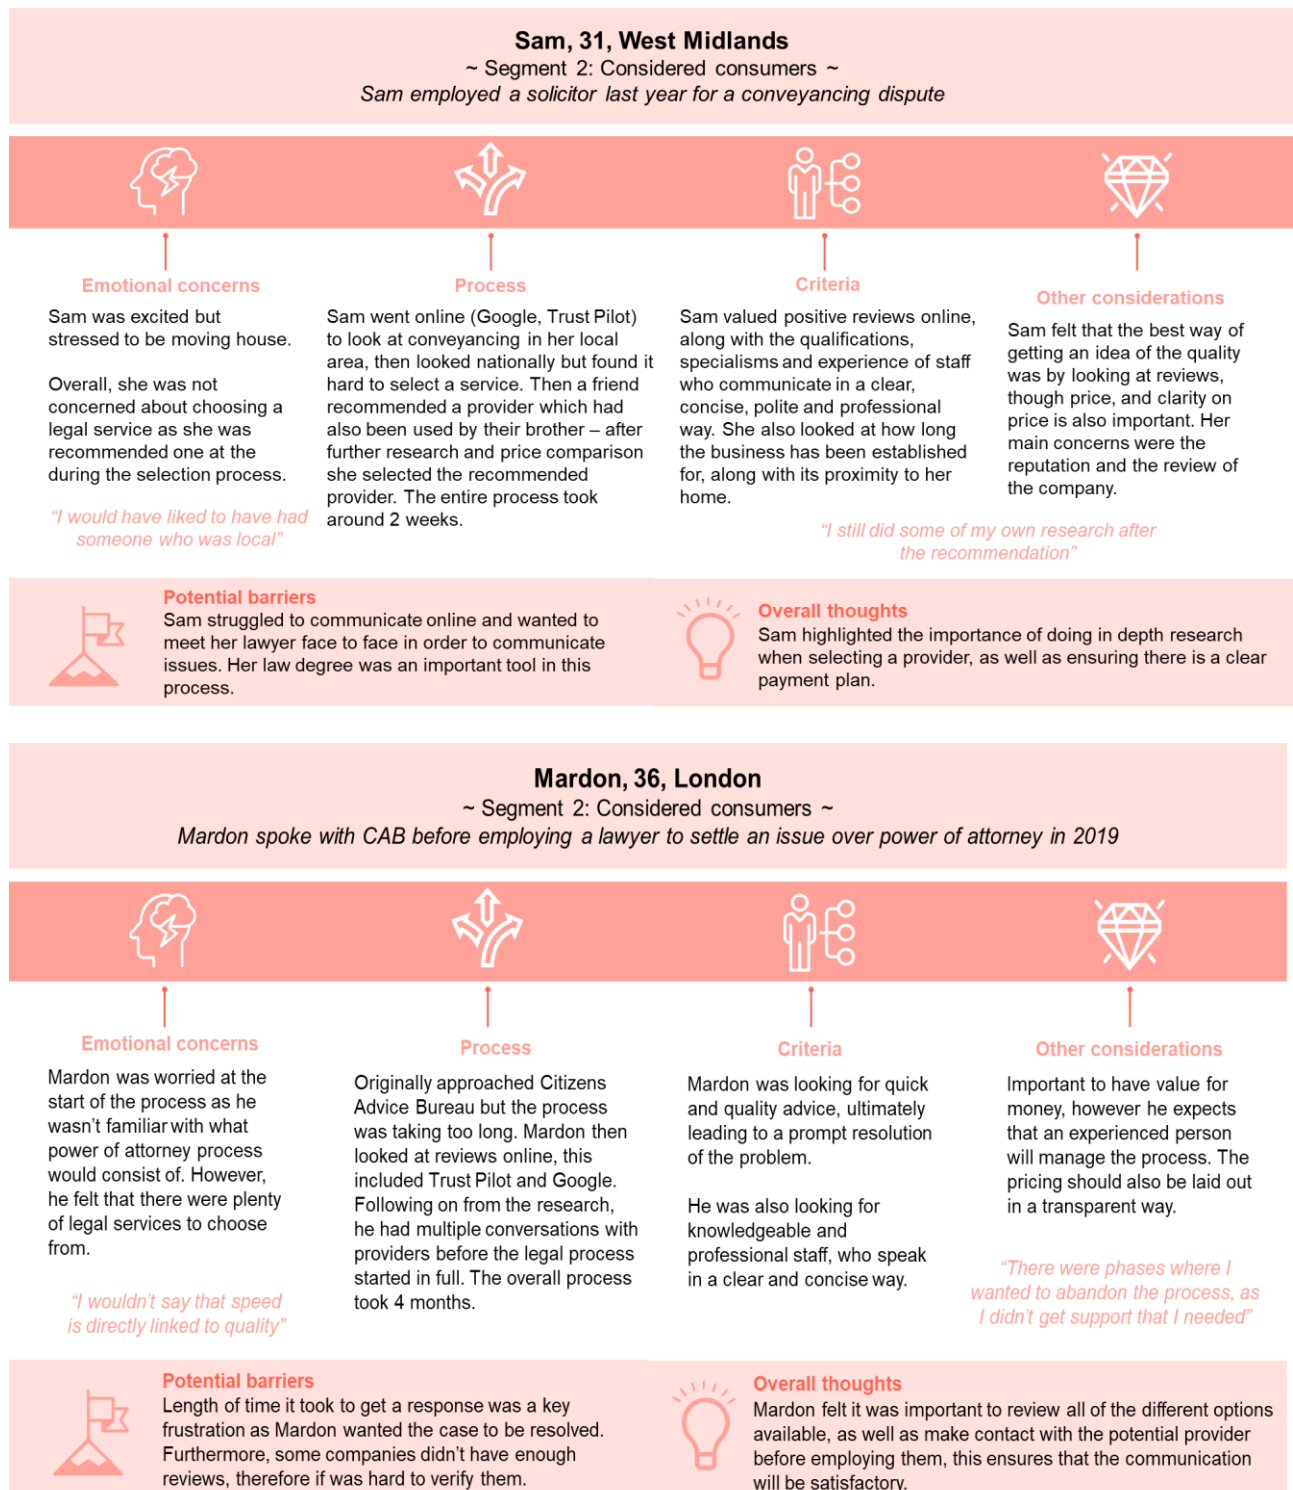 Sam, 31, West Midlands
~ Segment 2: Considered consumers ~
Sam employed a solicitor last year for a conveyancing dispute
Emotional concerns
Sam was excited but
stressed to be moving house.
Overall, she was not
concerned about choosing a
legal service as she was
recommended one at the
during the selection process.
“I would have liked to have had
someone who was local”
Process
Sam went online (Google, Trust Pilot)
to look at conveyancing in her local
area, then looked nationally but found it
hard to select a service. Then a friend
recommended a provider which had
also been used by their brother – after
further research and price comparison
she selected the recommended
provider. The entire process took
around 2 weeks.
Criteria
Sam valued positive reviews online,
along with the qualifications,
specialisms and experience of staff
who communicate in a clear,
concise, polite and professional
way. She also looked at how long
the business has been established
for, along with its proximity to her
home.
Other considerations
Sam felt that the best way of
getting an idea of the quality
was by looking at reviews,
though price, and clarity on
price is also important. Her
main concerns were the
reputation and the review of
the company.
“I still did some of my own research after
the recommendation”
Potential barriers
Sam struggled to communicate online and wanted to
meet her lawyer face to face in order to communicate
issues. Her law degree was an important tool in this
process.
Overall thoughts
Sam highlighted the importance of doing in depth research
when selecting a provider, as well as ensuring there is a clear
payment plan.
Mardon, 36, London
~ Segment 2: Considered consumers ~
Mardon spoke with CAB before employing a lawyer to settle an issue over power of attorney in 2019
Emotional concerns
Mardon was worried at the
start of the process as he
wasn’t familiar with what
power of attorney process
would consist of. However,
he felt that there were plenty
of legal services to choose
from.
“I wouldn’t say that speed
is directly linked to quality”
Process
Originally approached Citizens
Advice Bureau but the process
was taking too long. Mardon then
looked at reviews online, this
included Trust Pilot and Google.
Following on from the research,
he had multiple conversations with
providers before the legal process
started in full. The overall process
took 4 months.
Criteria
Mardon was looking for quick
and quality advice, ultimately
leading to a prompt resolution
of the problem.
He was also looking for
knowledgeable and
professional staff, who speak
in a clear and concise way.
Other considerations
Important to have value for
money, however he expects
that an experienced person
will manage the process. The
pricing should also be laid out
in a transparent way.
“There were phases where I
wanted to abandon the process, as
I didn’t get support that I needed”
Potential barriers
Length of time it took to get a response was a key
frustration as Mardon wanted the case to be resolved.
Furthermore, some companies didn’t have enough
reviews, therefore if was hard to verify them.
Overall thoughts
Mardon felt it was important to review all of the different options
available, as well as make contact with the potential provider
before employing them, this ensures that the communication
will be satisfactory.